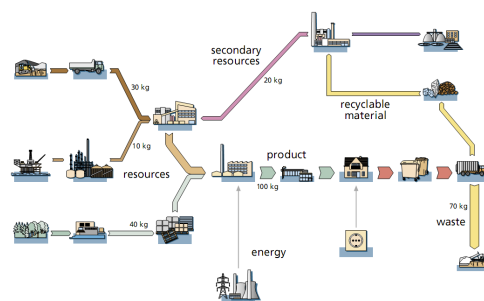 secondary
resources
20 kg
30 kg
recyclable
material
10 kg
product
resources
100 kg
70 kg
40 kg
waste
energy